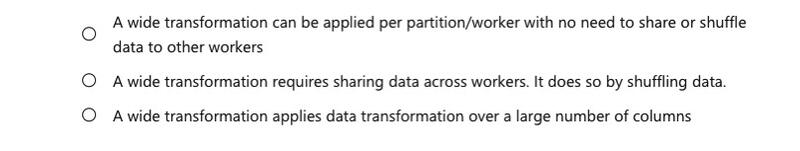 A wide transformation can be applied per partition/worker with no need to share or shuffle
data to other workers
A wide transformation requires sharing data across workers. It does so by shuffling data.
A wide transformation applies data transformation over a large number of columns